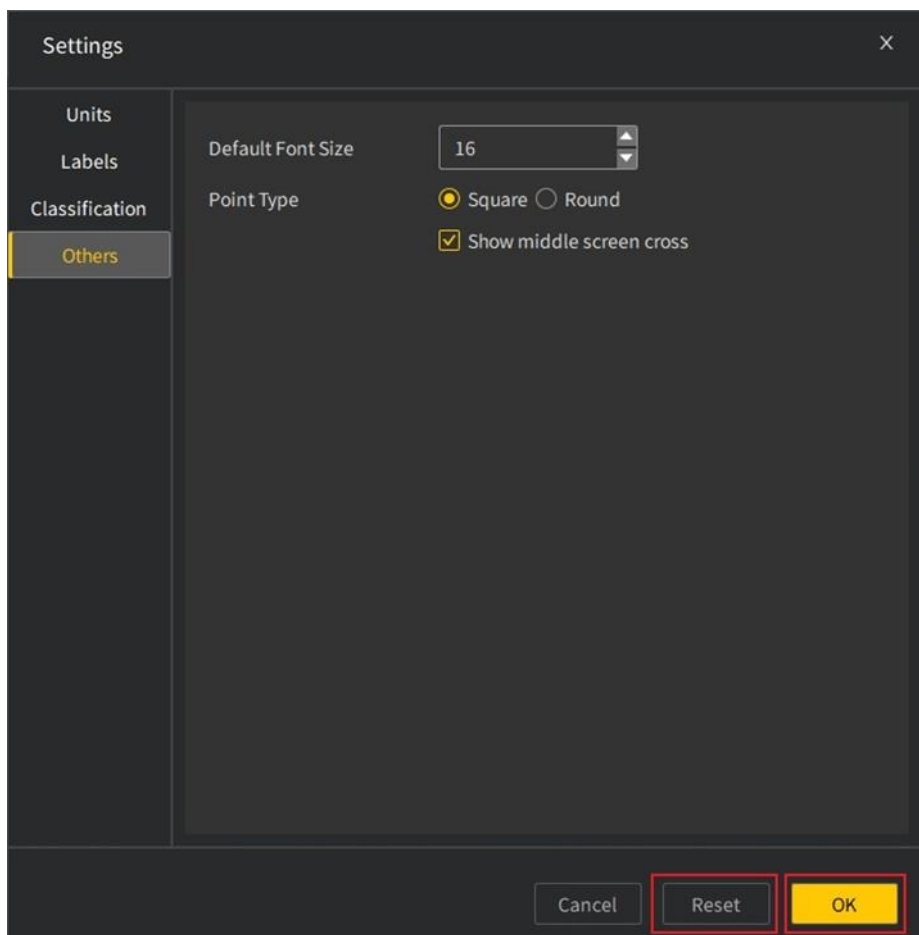 Settings
Units
Labels
Classification
Others
Default Font Size 16
Point Type Square Round
Show middle screen cross
Cancel Reset OK